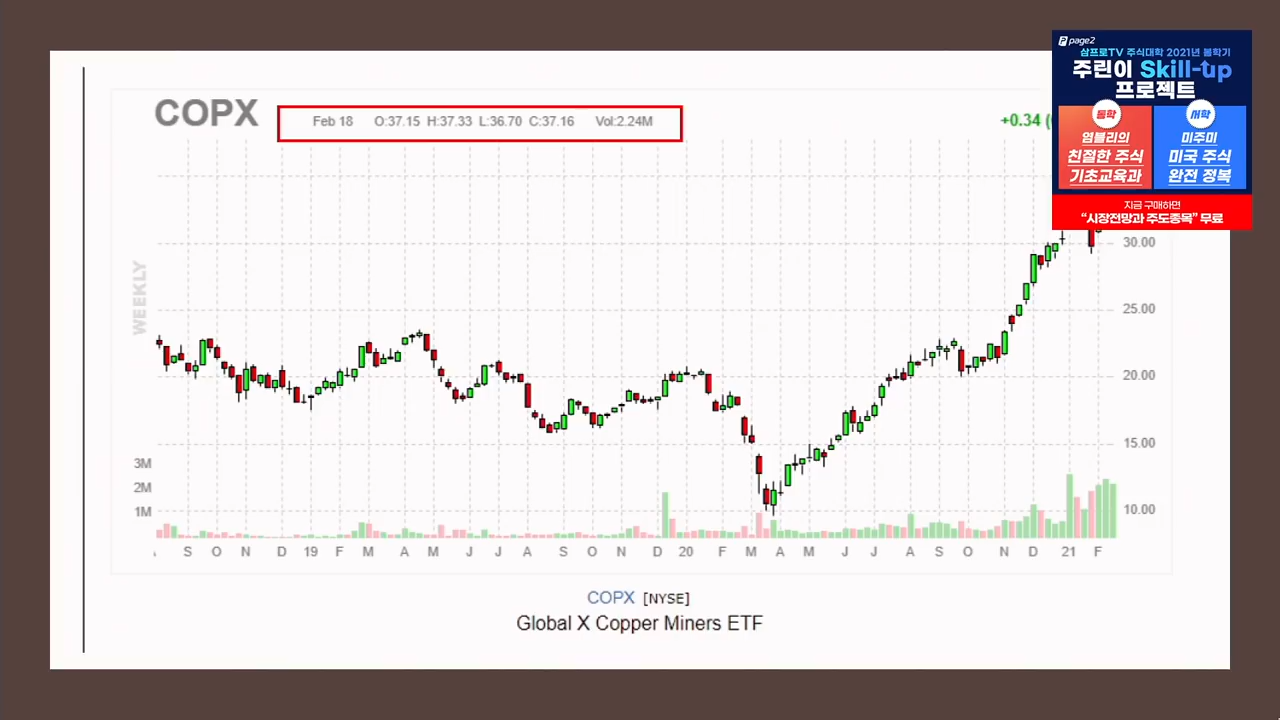 page2
삼프로TV 주식대학 2021년 봄학기
주린이 Skill-up
프로젝트
동학
서학
염블리의
친절한 주식
기초교육과
미주미
미국 주식
완전 정복
지금 구매하면
“시장전망과 주도종목” 무료
COPX
Feb 18 O:37.15 H:37.33 L:36.70 C:37.16 Vol:2.24M
+0.34
WEEKLY
30.00
25.00
20.00
15.00
10.00
3M
2M
1M
S O N D 19 F M A M J J A S O N D 20 F M A M J J A S O N D 21 F
COPX [NYSE]
Global X Copper Miners ETF